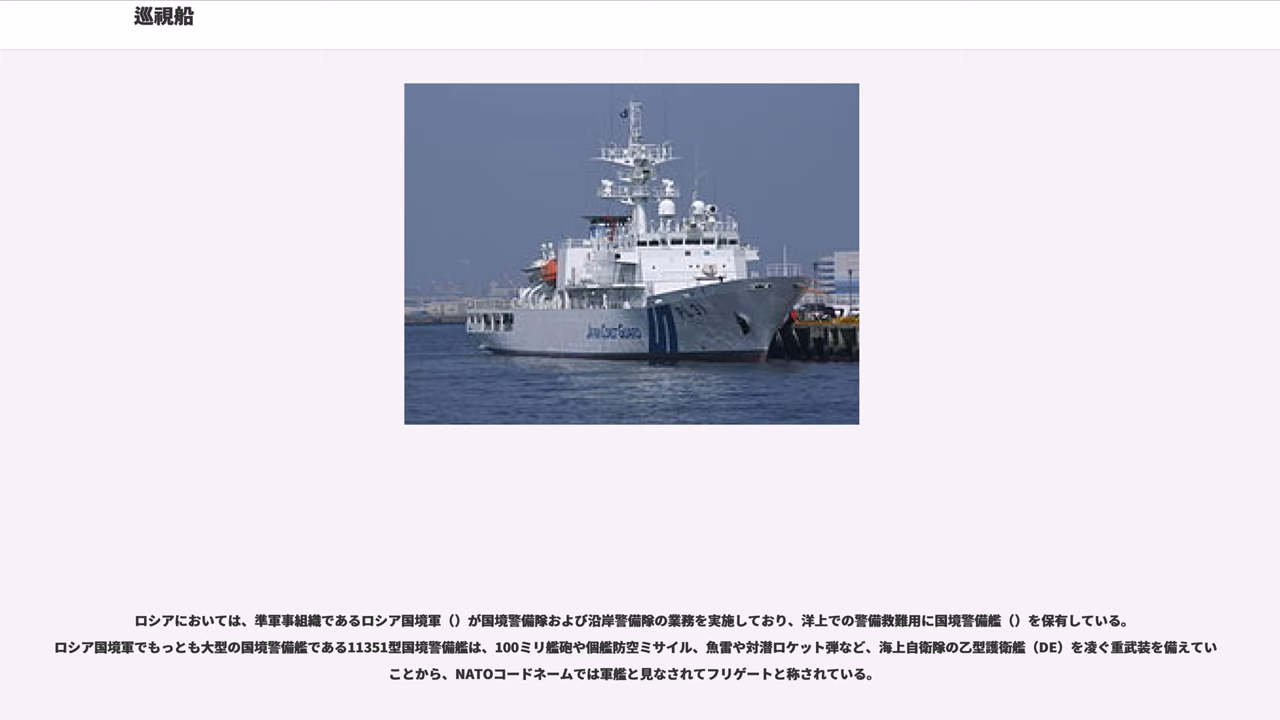 巡視船
JAPAN COAST GUARD
PL 31
ロシアにおいては、準軍事組織であるロシア国境軍（）が国境警備隊および沿岸警備隊の業務を実施しており、洋上での警備救難用に国境警備艦（）を保有している。
ロシア国境軍でもっとも大型の国境警備艦である11351型国境警備艦は、100ミリ艦砲や個艦防空ミサイル、魚雷や対潜ロケット弾など、海上自衛隊の乙型護衛艦（DE）を凌ぐ重武装を備えてい
ことから、NATOコードネームでは軍艦と見なされてフリゲートと称されている。